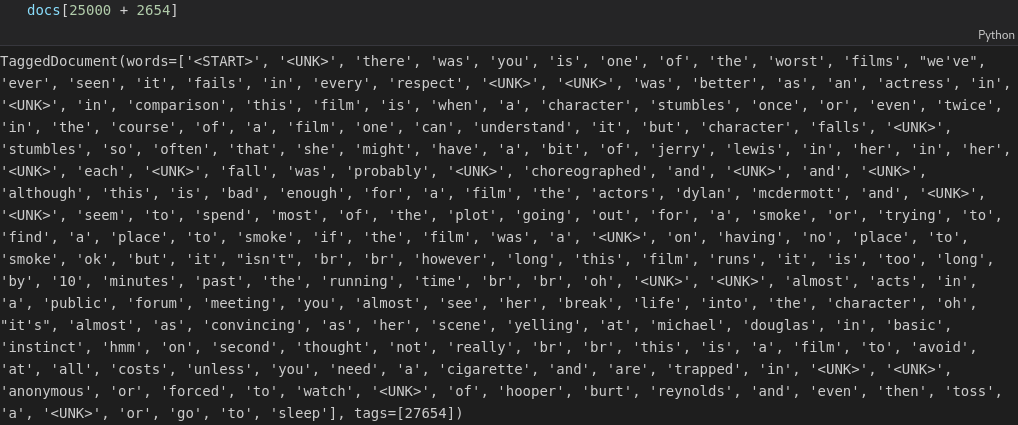 docs[25000 + 2654]
Python
TaggedDocument(words=['<START>', '<UNK>', 'there', 'was', 'you', 'is', 'one', 'of', 'the', 'worst', 'films', "we've",
'ever', 'seen', 'it', 'fails', 'in', 'every', 'respect', '<UNK>', '<UNK>', 'was', 'better', 'as', 'an', 'actress', 'in',
'<UNK>', 'in', 'comparison', 'this', 'film', 'is', 'when', 'a', 'character', 'stumbles', 'once', 'or', 'even', 'twice',
'in', 'the', 'course', 'of', 'a', 'film', 'one', 'can', 'understand', 'it', 'but', 'character', 'falls', '<UNK>',
'stumbles', 'so', 'often', 'that', 'she', 'might', 'have', 'a', 'bit', 'of', 'jerry', 'lewis', 'in', 'her', 'in', 'her',
'<UNK>', 'each', '<UNK>', 'fall', 'was', 'probably', '<UNK>', 'choreographed', 'and', '<UNK>', 'and', '<UNK>',
'although', 'this', 'is', 'bad', 'enough', 'for', 'a', 'film', 'the', 'actors', 'dylan', 'mcdermott', 'and', '<UNK>',
'<UNK>', 'seem', 'to', 'spend', 'most', 'of', 'the', 'plot', 'going', 'out', 'for', 'a', 'smoke', 'or', 'trying', 'to',
'find', 'a', 'place', 'to', 'smoke', 'if', 'the', 'film', 'was', 'a', '<UNK>', 'on', 'having', 'no', 'place', 'to',
'smoke', 'ok', 'but', 'it', "isn't", 'br', 'br', 'however', 'long', 'this', 'film', 'runs', 'it', 'is', 'too', 'long',
'by', '10', 'minutes', 'past', 'the', 'running', 'time', 'br', 'br', 'oh', '<UNK>', '<UNK>', 'almost', 'acts', 'in',
'a', 'public', 'forum', 'meeting', 'you', 'almost', 'see', 'her', 'break', 'life', 'into', 'the', 'character', 'oh',
"it's", 'almost', 'as', 'convincing', 'as', 'her', 'scene', 'yelling', 'at', 'michael', 'douglas', 'in', 'basic',
'instinct', 'hmm', 'on', 'second', 'thought', 'not', 'really', 'br', 'br', 'this', 'is', 'a', 'film', 'to', 'avoid',
'at', 'all', 'costs', 'unless', 'you', 'need', 'a', 'cigarette', 'and', 'are', 'trapped', 'in', '<UNK>', '<UNK>',
'anonymous', 'or', 'forced', 'to', 'watch', '<UNK>', 'of', 'hooper', 'burt', 'reynolds', 'and', 'even', 'then', 'toss',
'a', '<UNK>', 'or', 'go', 'to', 'sleep'], tags=[27654])